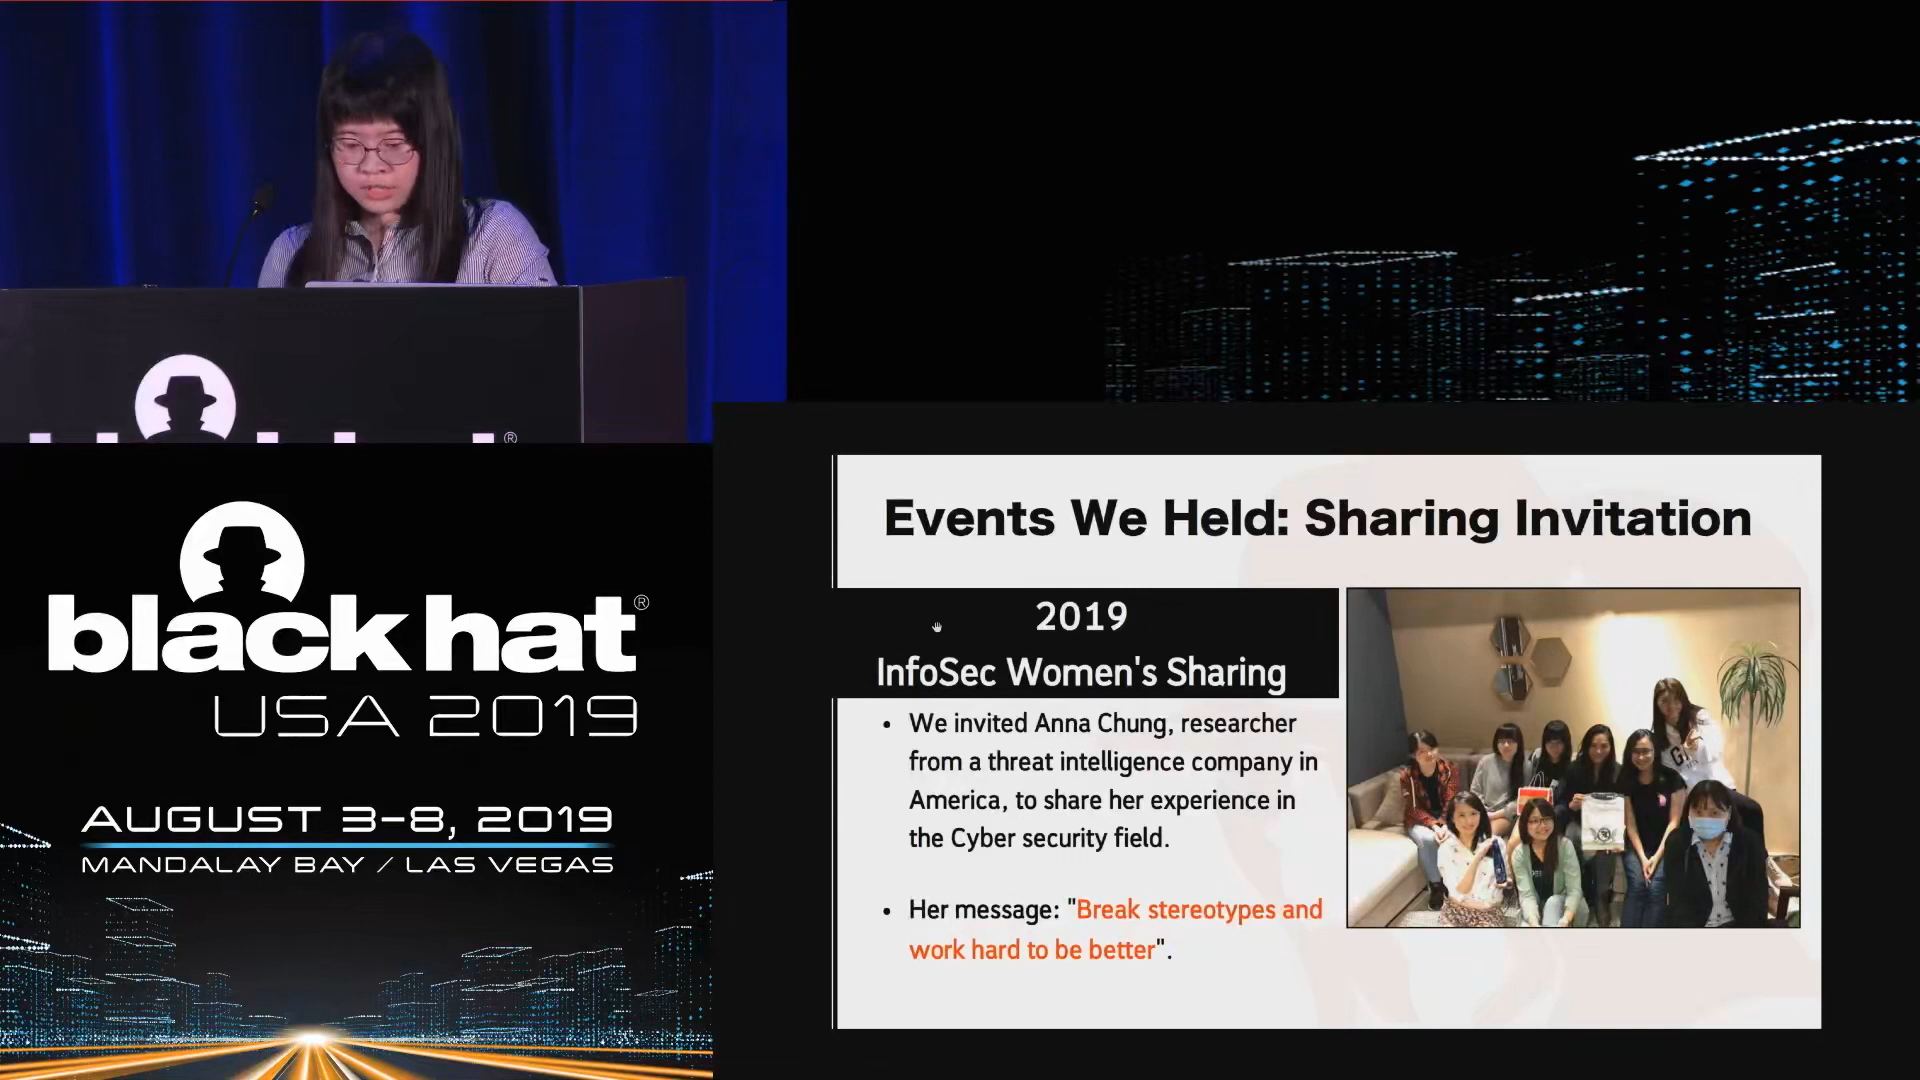 ®
black hat®
USA 2019
AUGUST 3-8, 2019
MANDALAY BAY / LAS VEGAS
Events We Held: Sharing Invitation
2019
InfoSec Women's Sharing
• We invited Anna Chung, researcher
from a threat intelligence company in
America, to share her experience in
the Cyber security field.
• Her message: "Break stereotypes and
work hard to be better".